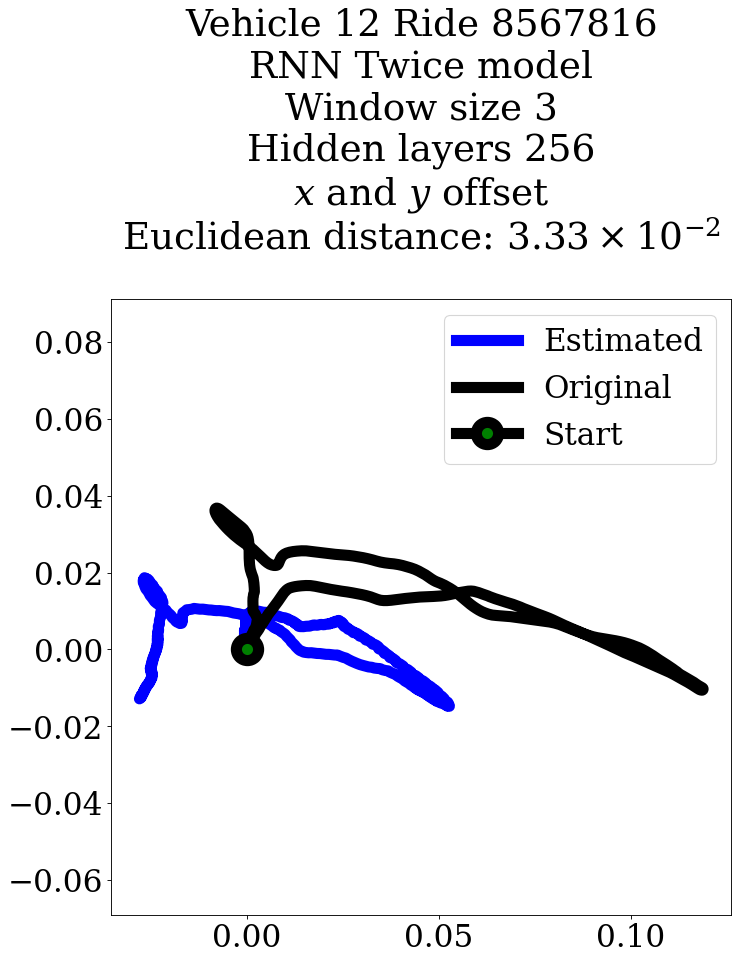 Vehicle 12 Ride 8567816
RNN Twice model
Window size 3
Hidden layers 256
x and y offset
Euclidean distance: 3.33 × 10⁻²
Estimated
Original
Start
0.08
0.06
0.04
0.02
0.00
−0.02
−0.04
−0.06
0.00 0.05 0.10